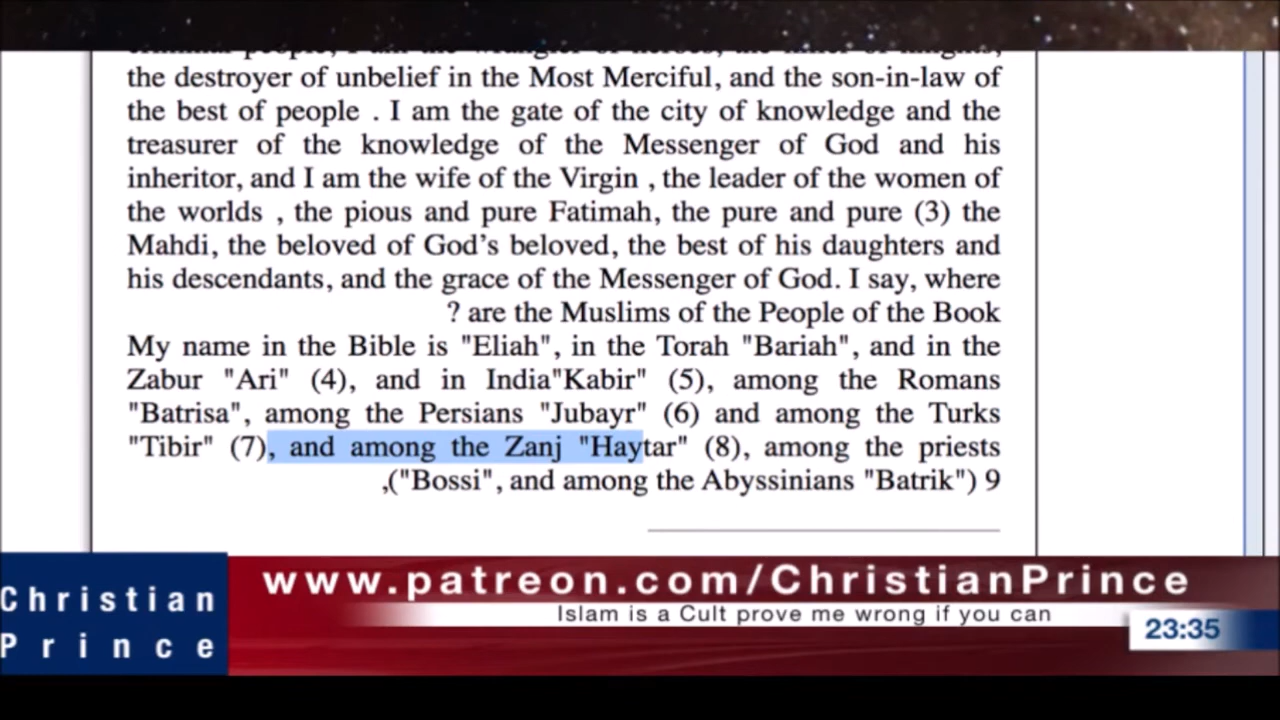 the destroyer of unbelief in the Most Merciful, and the son-in-law of
the best of people . I am the gate of the city of knowledge and the
treasurer of the knowledge of the Messenger of God and his
inheritor, and I am the wife of the Virgin , the leader of the women of
the worlds , the pious and pure Fatimah, the pure and pure (3) the
Mahdi, the beloved of God's beloved, the best of his daughters and
his descendants, and the grace of the Messenger of God. I say, where
? are the Muslims of the People of the Book
My name in the Bible is "Eliah", in the Torah "Bariah", and in the
Zabur "Ari" (4), and in India"Kabir" (5), among the Romans
"Batrisa", among the Persians "Jubayr" (6) and among the Turks
"Tibir" (7), and among the Zanj "Haytar" (8), among the priests
,("Bossi", and among the Abyssinians "Batrik") 9
Christian
Prince
www.patreon.com/ChristianPrince
Islam is a Cult prove me wrong if you can
23:35